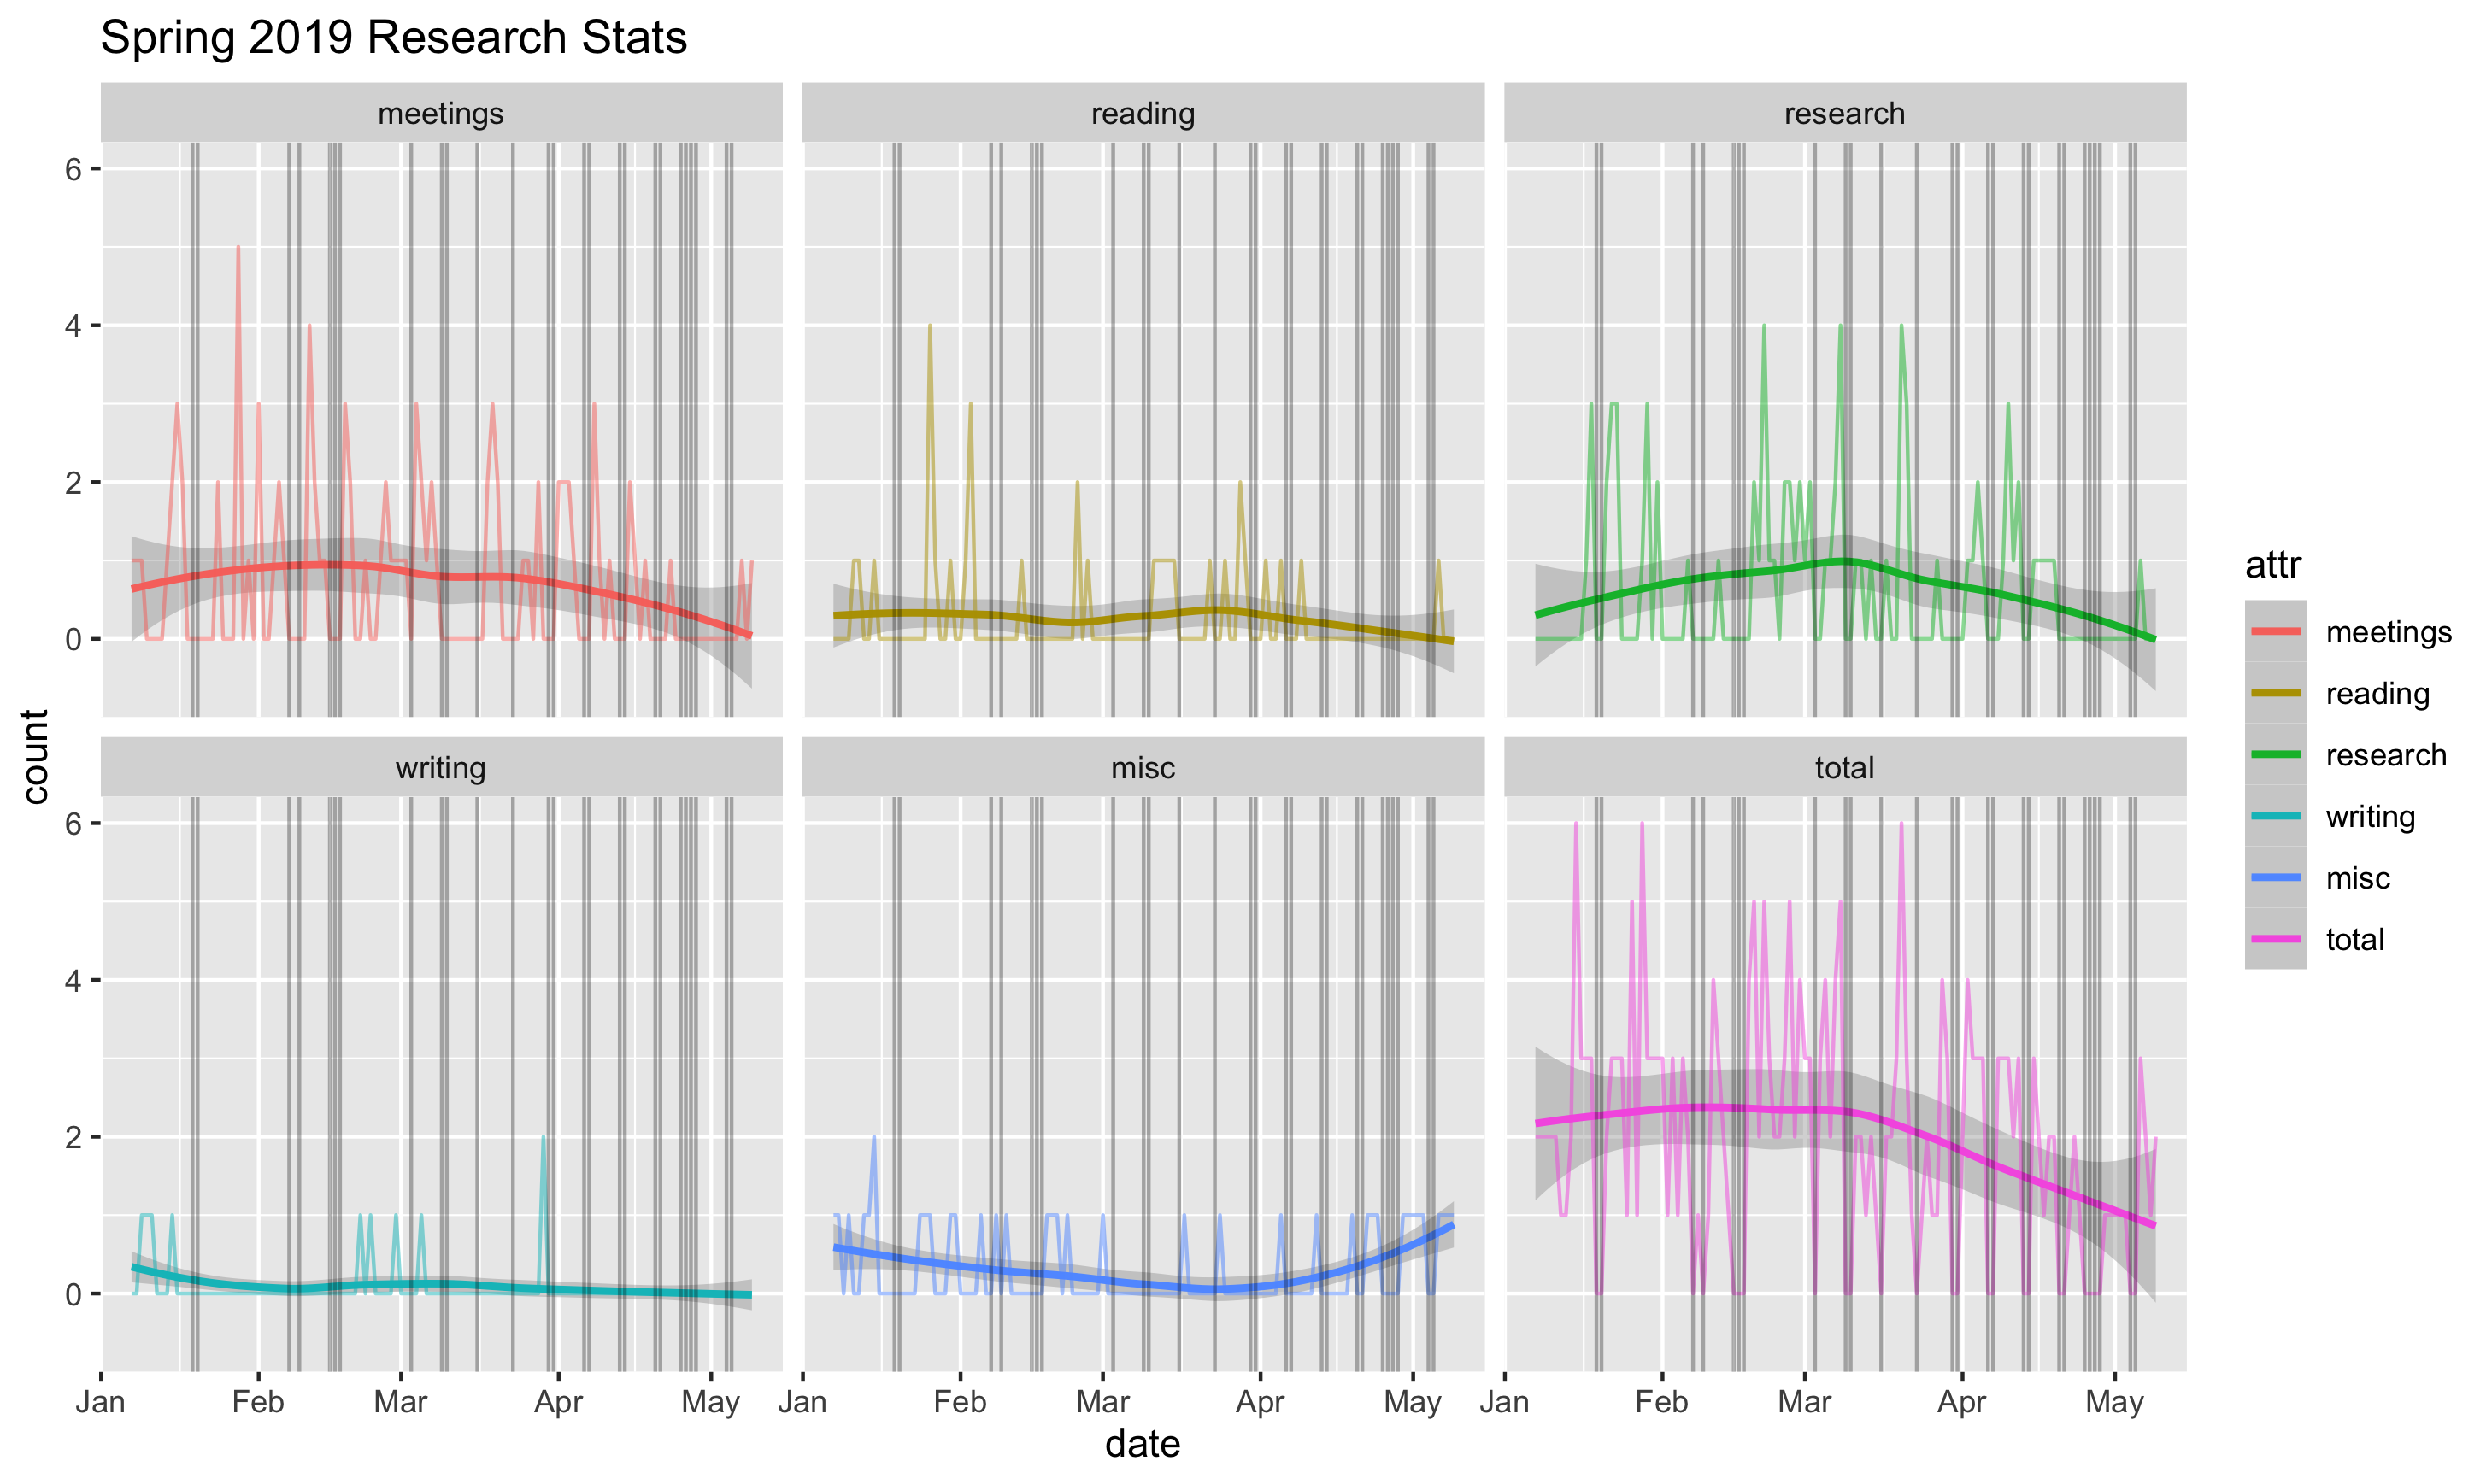 Spring 2019 Research Stats
meetings
reading
research
6
4
2
0
writing
misc
total
6
4
2
0
count
Jan
Feb
Mar
Apr
May
Jan
Feb
Mar
Apr
May
Jan
Feb
Mar
Apr
May
date
attr
meetings
reading
research
writing
misc
total